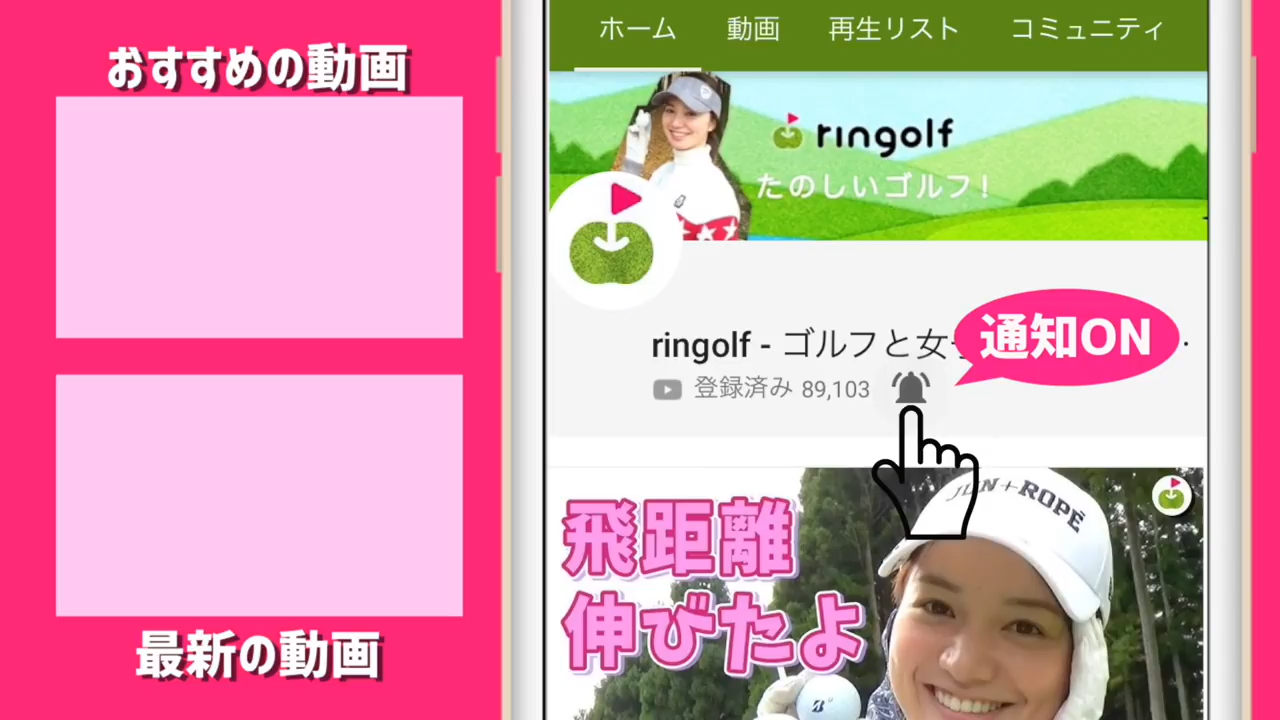 おすすめの動画
最新の動画
ホーム 動画 再生リスト コミュニティ
ringolf
たのしいゴルフ!
ringolf - ゴルフと女
通知ON
登録済み 89,103
飛距離
伸びたよ
JUN+ROPÉ
B